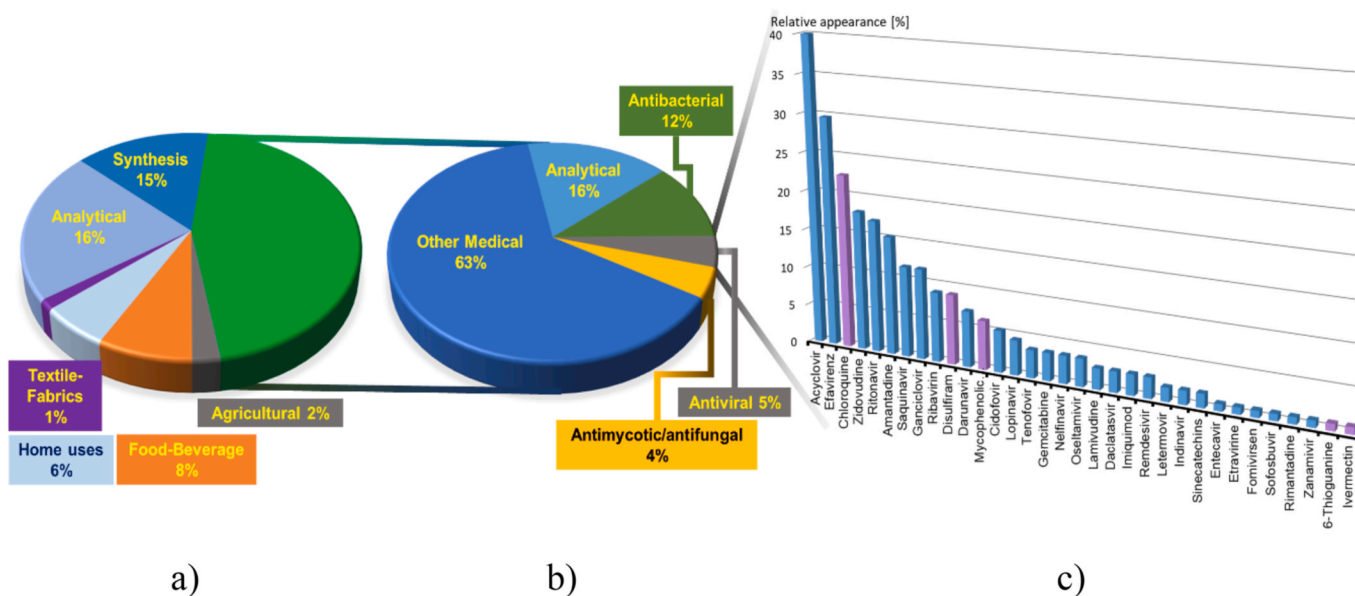 Synthesis
15%
Analytical
16%
Textile-
Fabrics
1%
Home uses
6%
Food-Beverage
8%
Agricultural 2%
a)
Analytical
16%
Other Medical
63%
Antibacterial
12%
Antiviral 5%
Antimycotic/antifungal
4%
b)
Relative appearance [%]
40
35
30
25
20
15
10
5
0
Acyclovir
Efavirenz
Chloroquine
Zidovudine
Ritonavir
Amantadine
Saquinavir
Ganciclovir
Ribavirin
Disulfiram
Darunavir
Mycophenolic
Cidofovir
Lopinavir
Tenofovir
Gemcitabine
Nelfinavir
Oseltamivir
Lamivudine
Daclatasvir
Imiquimod
Remdesivir
Letermovir
Indinavir
Sinecatechins
Entecavir
Etravirine
Fomivirsen
Sofosbuvir
Rimantadine
Zanamivir
6-Thioguanine
Ivermectin
c)